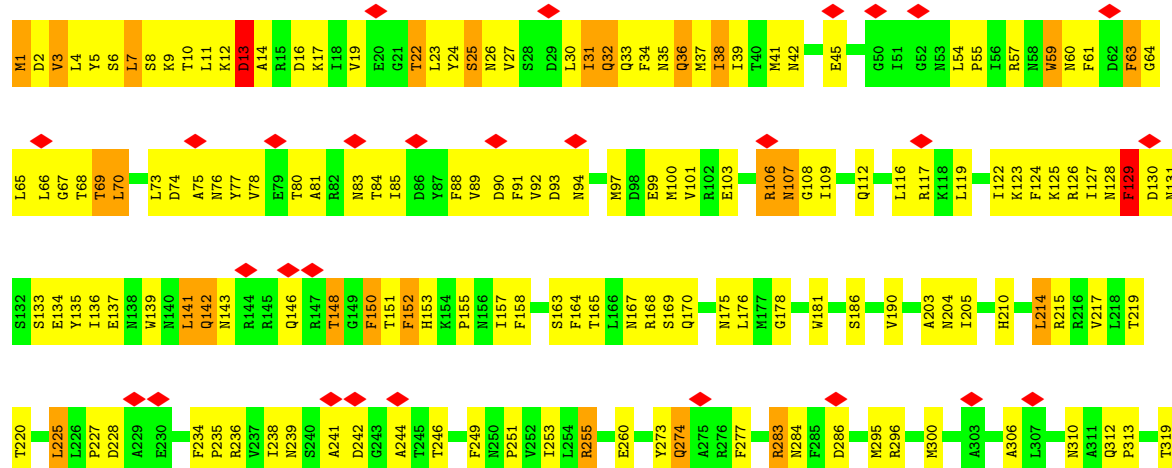 M1 D2 V3 L4 Y5 S6 L7 S8 K9 T10 L11 K12 D13 A14 R15 D16 K17 I18 V19 E20 G21 T22 L23 Y24 S25 N26 V27 S28 D29 L30 I31 Q32 Q33 F34 N35 Q36 M37 I38 I39 T40 M41 N42 E45 G50 I51 G52 N53 L54 P55 I56 R57 N58 W59 N60 F61 D62 F63 G64
L65 L66 G67 T68 T69 L70 L73 D74 A75 N76 Y77 V78 E79 T80 A81 R82 N83 T84 I85 D86 Y87 F88 V89 D90 F91 V92 D93 N94 M97 D98 E99 M100 V101 R102 E103 R106 N107 G108 I109 Q112 L116 R117 K118 L119 I122 K123 F124 K125 R126 I127 N128 F129 D130 N131
S132 S133 E134 Y135 I136 E137 N138 W139 N140 L141 Q142 N143 R144 R145 Q146 R147 T148 G149 F150 T151 F152 H153 K154 P155 N156 I157 F158 S163 F164 T165 L166 N167 R168 S169 Q170 N175 L176 M177 G178 W181 S186 V190 A203 N204 I205 H210 L214 R215 R216 V217 L218 T219
T220 L225 L226 P227 D228 A229 E230 F234 P235 R236 V237 I238 N239 S240 A241 D242 G243 A244 T245 T246 F249 N250 P251 V252 I253 L254 R255 E260 Y273 Q274 A275 R276 F277 R283 N284 F285 D286 M295 R296 M300 A303 A306 L307 N310 A311 Q312 P313 T319